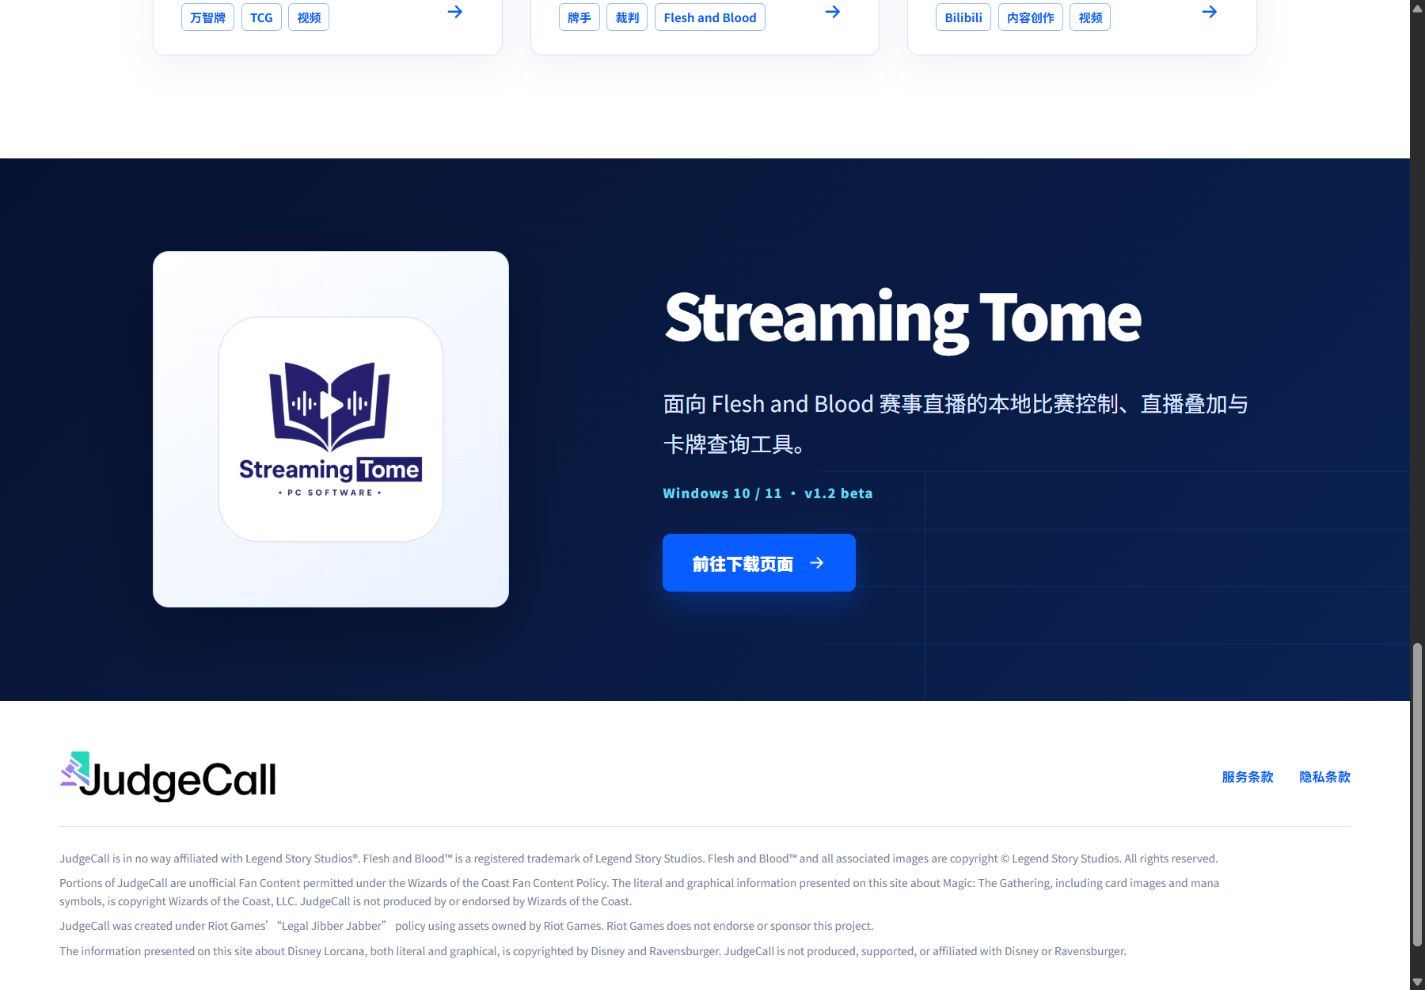 万智牌 TCG 视频
牌手 裁判 Flesh and Blood
Bilibili 内容创作 视频
Streaming Tome
• PC SOFTWARE •
Streaming Tome
面向 Flesh and Blood 赛事直播的本地比赛控制、直播叠加与
卡牌查询工具。
Windows 10 / 11 • v1.2 beta
前往下载页面
JudgeCall
服务条款 隐私条款
JudgeCall is in no way affiliated with Legend Story Studios®. Flesh and Blood™ is a registered trademark of Legend Story Studios. Flesh and Blood™ and all associated images are copyright © Legend Story Studios. All rights reserved.
Portions of JudgeCall are unofficial Fan Content permitted under the Wizards of the Coast Fan Content Policy. The literal and graphical information presented on this site about Magic: The Gathering, including card images and mana
symbols, is copyright Wizards of the Coast, LLC. JudgeCall is not produced by or endorsed by Wizards of the Coast.
JudgeCall was created under Riot Games’ “Legal Jibber Jabber” policy using assets owned by Riot Games. Riot Games does not endorse or sponsor this project.
The information presented on this site about Disney Lorcana, both literal and graphical, is copyrighted by Disney and Ravensburger. JudgeCall is not produced, supported, or affiliated with Disney or Ravensburger.